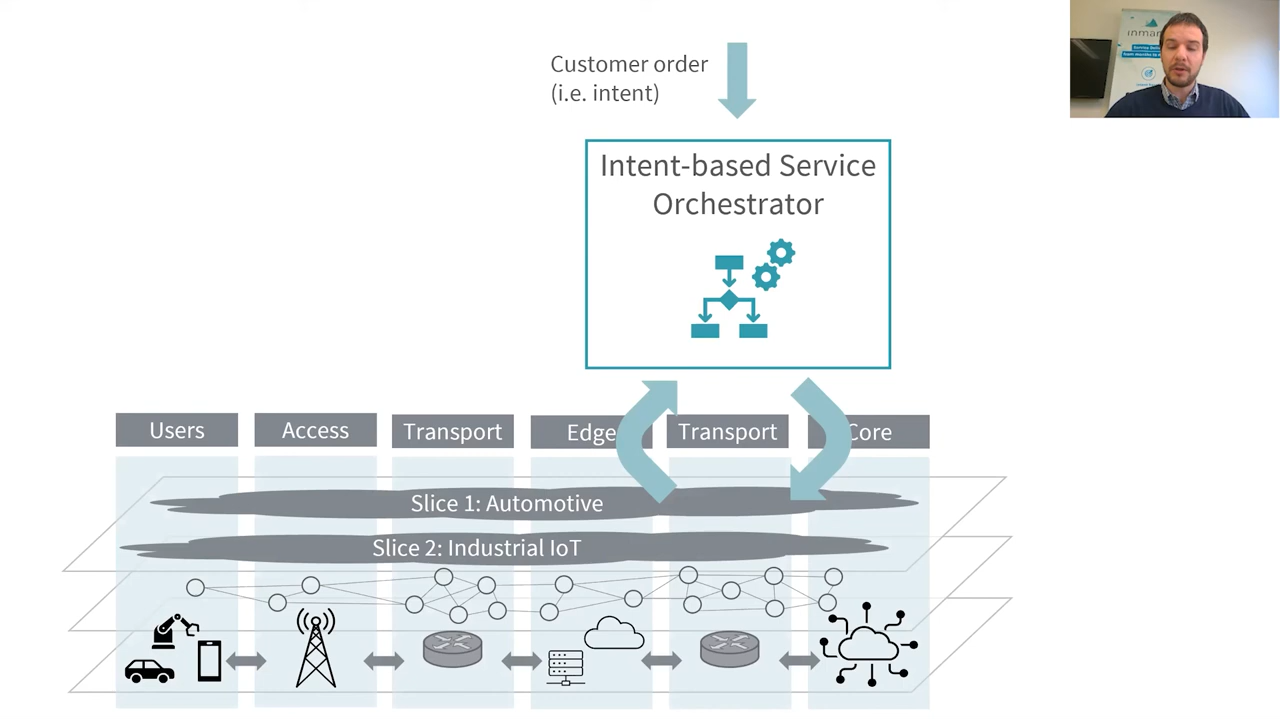 Customer order
(i.e. intent)
inmar
Intent-based Service
Orchestrator
Users
Access
Transport
Edge
Transport
Core
Slice 1: Automotive
Slice 2: Industrial IoT